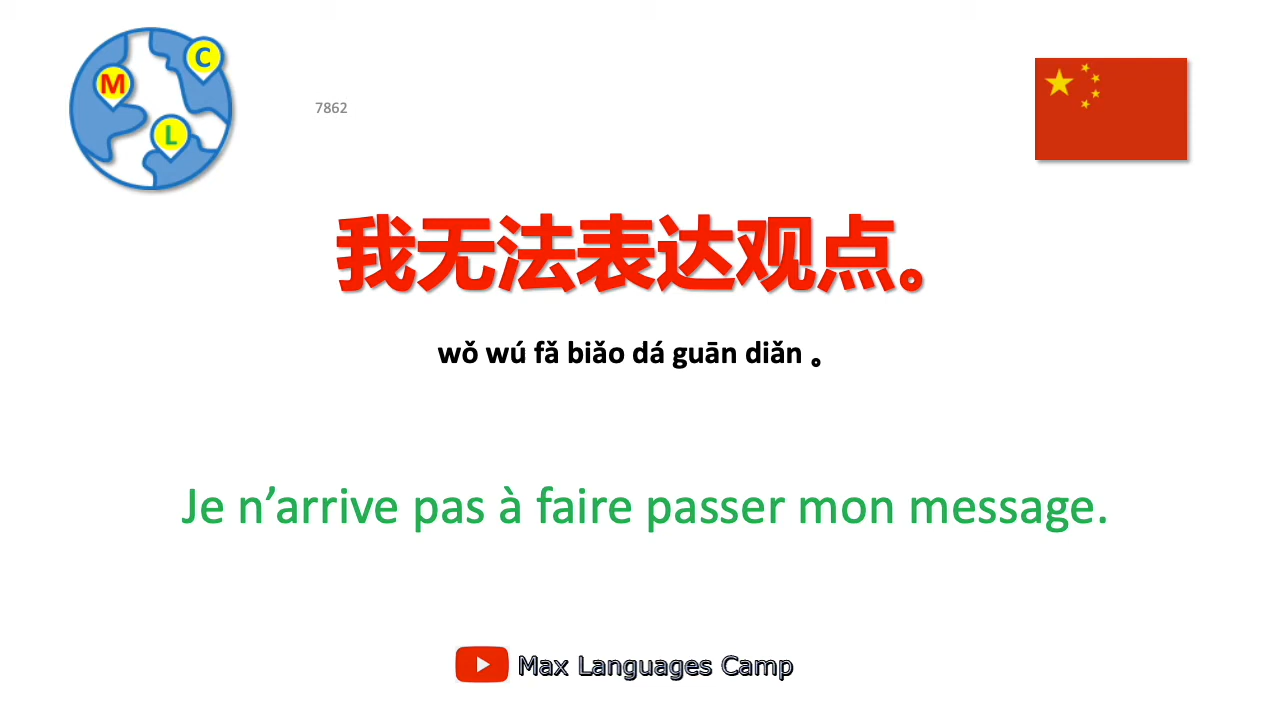 M
C
L
7862
我无法表达观点。
wǒ wú fǎ biǎo dá guān diǎn 。
Je n’arrive pas à faire passer mon message.
Max Languages Camp